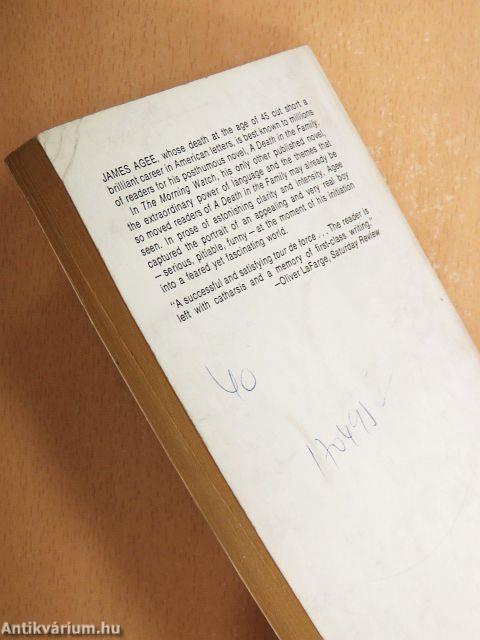 JAMES AGEE, whose death at the age of 45 cut short a
brilliant career in American letters, is best known to millions
of readers for his posthumous novel, A Death in the Family.
In The Morning Watch, his only other published novel,
the extraordinary power of language and the themes that
so moved readers of A Death in the Family may already be
seen. In prose of astonishing clarity and intensity, Agee
captured the portrait of an appealing and very real boy
—serious, pitiable, funny—at the moment of his initiation
into a feared yet fascinating world.
"A successful and satisfying tour de force . . . The reader is
left with catharsis and a memory of first-class writing."
—Oliver LaFarge, Saturday Review
40
Antikvárium.hu